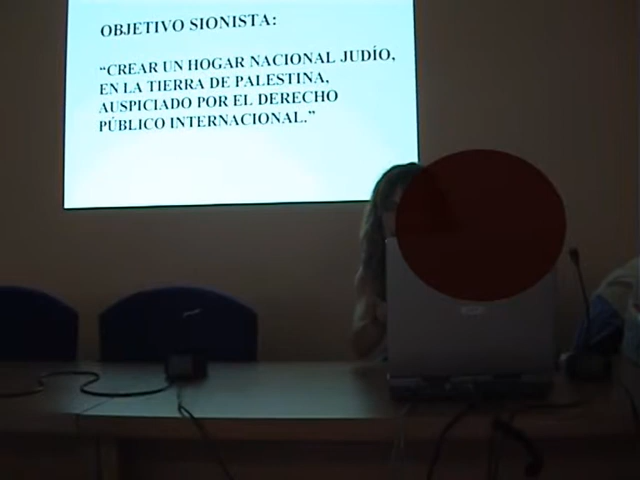 OBJETIVO SIONISTA:
“CREAR UN HOGAR NACIONAL JUDÍO,
EN LA TIERRA DE PALESTINA,
AUSPICIADO POR EL DERECHO
PÚBLICO INTERNACIONAL.”